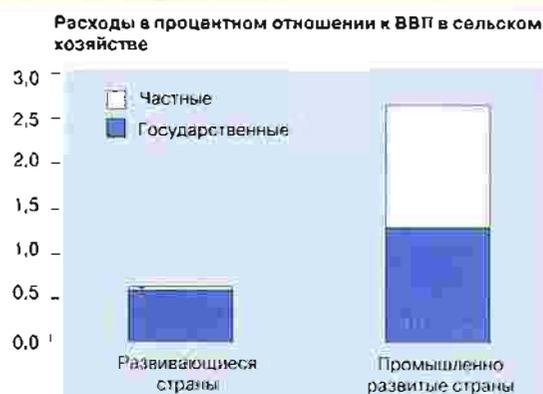 Расходы в процентном отношении к ВВП в сельском
хозяйстве
3,0
2,5
2,0
1,5
1,0
0.5
0.0
Частные
Государственные
Развивающиеся
страны
Промышленно
развитые страны